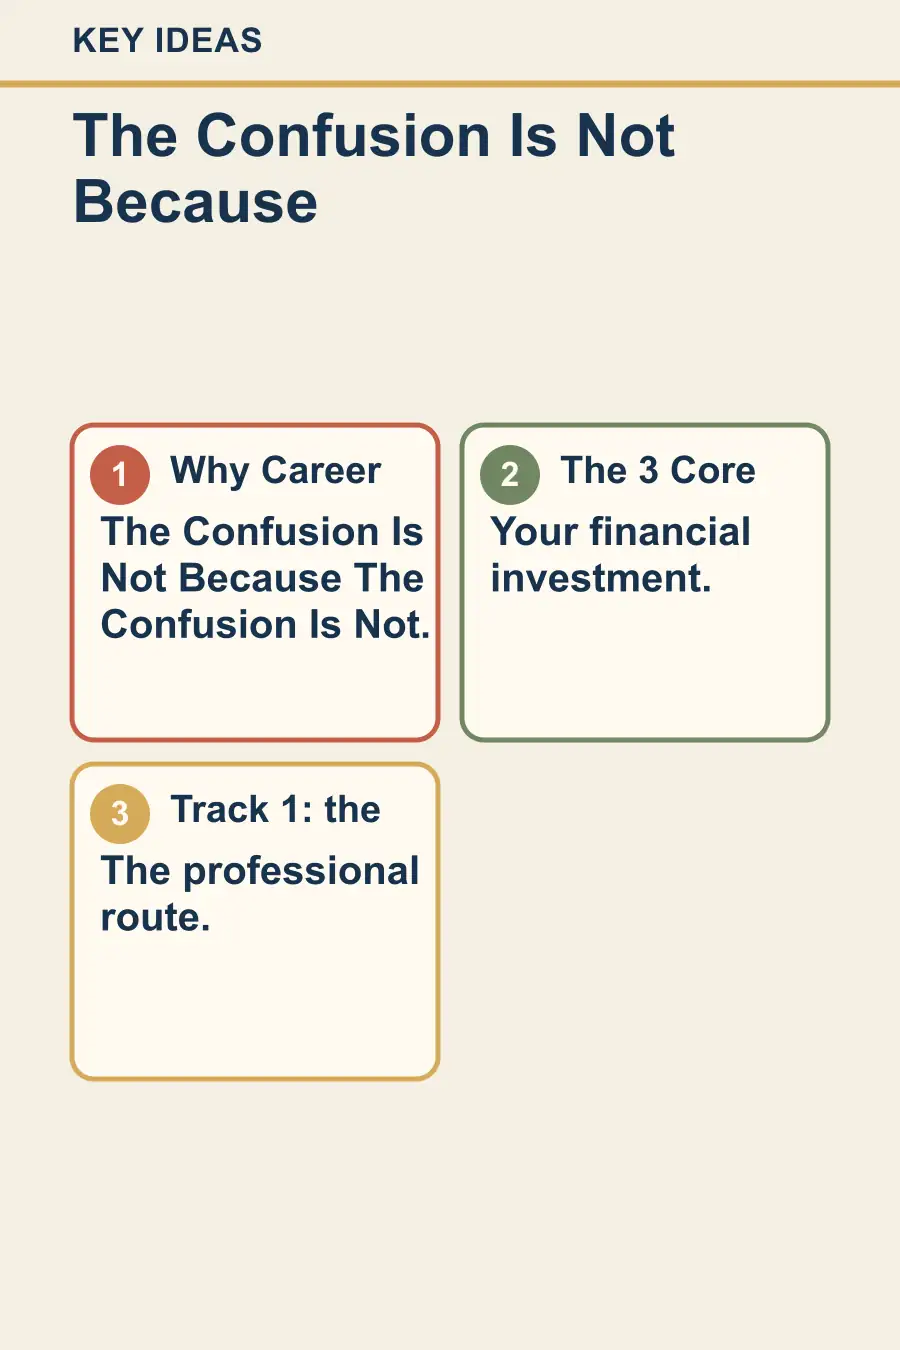 KEY IDEAS
The Confusion Is Not
Because
1 Why Career
The Confusion Is
Not Because The
Confusion Is Not.
2 The 3 Core
Your financial
investment.
3 Track 1: the
The professional
route.